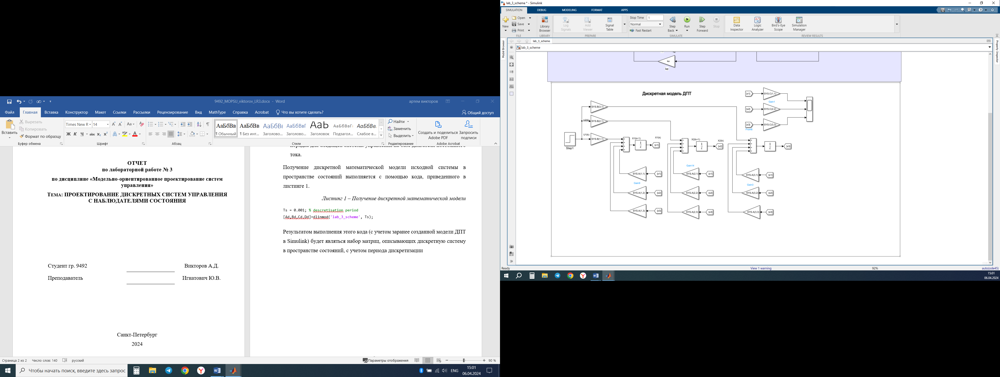 9492_MOPSU_viktorov_LR3.docx - Word
артем викторов
Файл Главная Вставка Конструктор Макет Ссылки Рассылки Рецензирование Вид MathType Справка Acrobat Что вы хотите сделать? Общий доступ
Вставить
Вырезать
Копировать
Формат по образцу
Буфер обмена
Times New R 14
Ж К Ч abc x₂ x²
Шрифт
Абзац
АаБбВв АаБбВв АаБбВı АаБбВвГ АаЬ АаБбВвГı АаБбВв.
¶ Обычный ¶ Без инт... Заголово... Заголово... Заголовок Подзагол... Слабое в...
Стили
Найти
Заменить
Выделить
Редактирование
Создать и поделиться Adobe PDF
Запросить подписи
Adobe Acrobat
ОТЧЕТ
по лабораторной работе № 3
по дисциплине «Модельно-ориентированное проектирование систем
управления»
Тема: ПРОЕКТИРОВАНИЕ ДИСКРЕТНЫХ СИСТЕМ УПРАВЛЕНИЯ
С НАБЛЮДАТЕЛЯМИ СОСТОЯНИЯ
Студент гр. 9492 Викторов А.Д.
Преподаватель Игнатович Ю.В.
Санкт-Петербург
2024
тока.
Получение дискретной математической модели исходной системы в
пространстве состояний выполняется с помощью кода, приведенного в
листинге 1.
Листинг 1 – Получение дискретной математической модели
Ts = 0.001; % descretisation period
[Ad,Bd,Cd,Dd]=dlinmod('lab_3_scheme', Ts);
Результатом выполнения этого кода (с учетом заранее созданной модели ДПТ
в Simulink) будет являться набор матриц, описывающих дискретную систему
в пространстве состояний, с учетом периода дискретизации
Страница 2 из 2 Число слов: 140 русский Параметры отображения 90 %
Чтобы начать поиск, введите здесь запрос
ENG
15:01
06.04.2024
lab_3_scheme * - Simulink
SIMULATION DEBUG MODELING FORMAT APPS
New
Open
Save
Print
FILE
Library Browser
LIBRARY
Log Signals
Add Viewer
Signal Table
PREPARE
Stop Time 1
Normal
Fast Restart
Step Back
Run
Step Forward
Stop
SIMULATE
Data Inspector
Logic Analyzer
Bird's-Eye Scope
Simulation Manager
REVIEW RESULTS
Model Browser
Property Inspector
lab_3_scheme
lab_3_scheme
ke
ke
Дискретная модель ДПТ
[x1] SYS.C(1,1)
Gain1
[x2] SYS.C(2,2)
[x3] SYS.C(3,3)
From6
SYS.B(3,1)
U2(k) SYS.B(2,1)
U1(k) SYS.B(1,1)
Step1
X1(k+1) X1(k) X2(k+1) X2(k)
1/z [x1] 1/z [x2] 1/z [x3]
Gain14
SYS.A(1,1) [x1] SYS.A(2,1) [x1] SYS.A(3,1) [x1]
Gain9 Gain3
SYS.A(1,2) [x2] SYS.A(2,2) [x2] SYS.A(3,2) [x2]
SYS.A(1,3) [x3] SYS.A(2,3) [x3] SYS.A(3,3) [x3]
Ready View 1 warning 92% auto(ode45)
15:01
06.04.2024